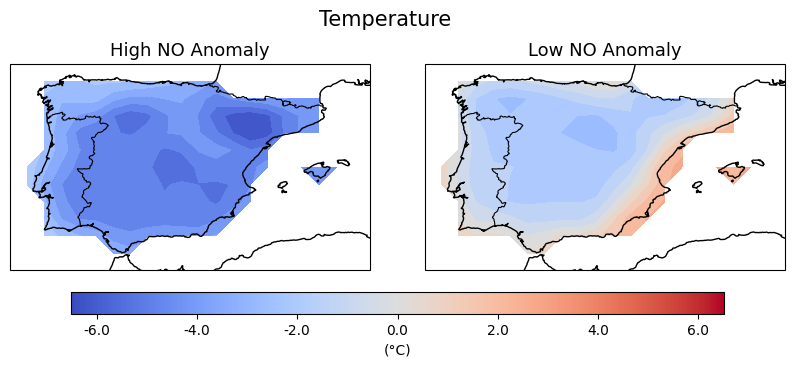 Temperature
High NO Anomaly
Low NO Anomaly
-6.0 -4.0 -2.0 0.0 2.0 4.0 6.0
(°C)